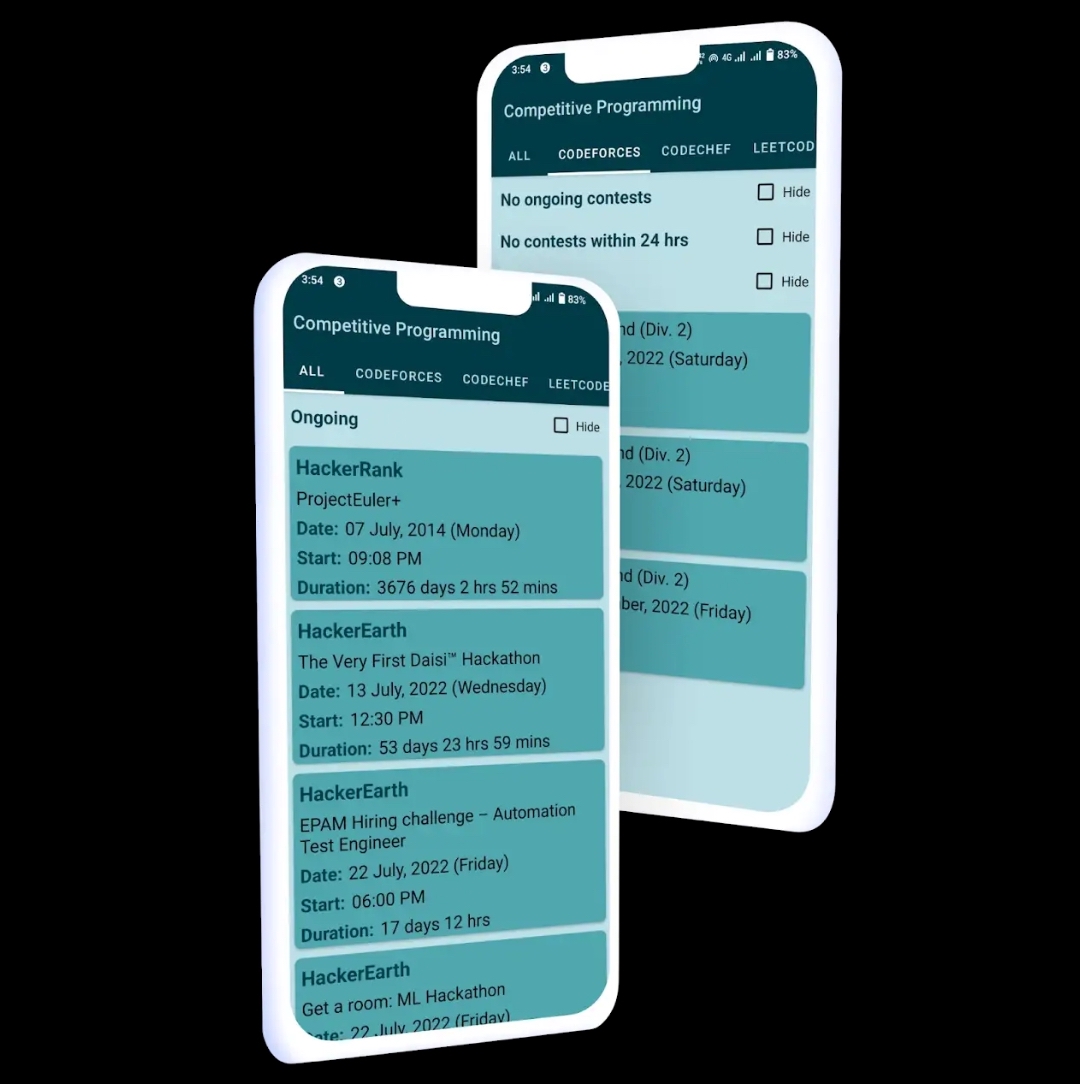 3:54 3 83%
Competitive Programming
ALL CODEFORCES CODECHEF LEETCODE
Ongoing Hide
HackerRank
ProjectEuler+
Date: 07 July, 2014 (Monday)
Start: 09:08 PM
Duration: 3676 days 2 hrs 52 mins
HackerEarth
The Very First Daisi™ Hackathon
Date: 13 July, 2022 (Wednesday)
Start: 12:30 PM
Duration: 53 days 23 hrs 59 mins
HackerEarth
EPAM Hiring challenge – Automation
Test Engineer
Date: 22 July, 2022 (Friday)
Start: 06:00 PM
Duration: 17 days 12 hrs
HackerEarth
Get a room: ML Hackathon
Date: 22 July, 2022 (Friday)
3:54 3 4G 83%
Competitive Programming
ALL CODEFORCES CODECHEF LEETCOD
No ongoing contests Hide
No contests within 24 hrs Hide
Hide
(Div. 2)
, 2022 (Saturday)
(Div. 2)
, 2022 (Saturday)
(Div. 2)
ber, 2022 (Friday)